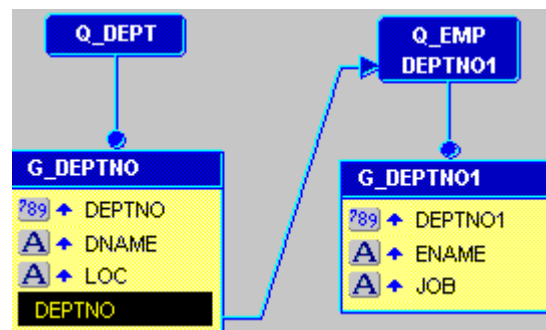 Q_DEPT
Q_EMP
DEPTNO1
G_DEPTNO
789 DEPTNO
A DNAME
A LOC
DEPTNO
G_DEPTNO1
789 DEPTNO1
A ENAME
A JOB